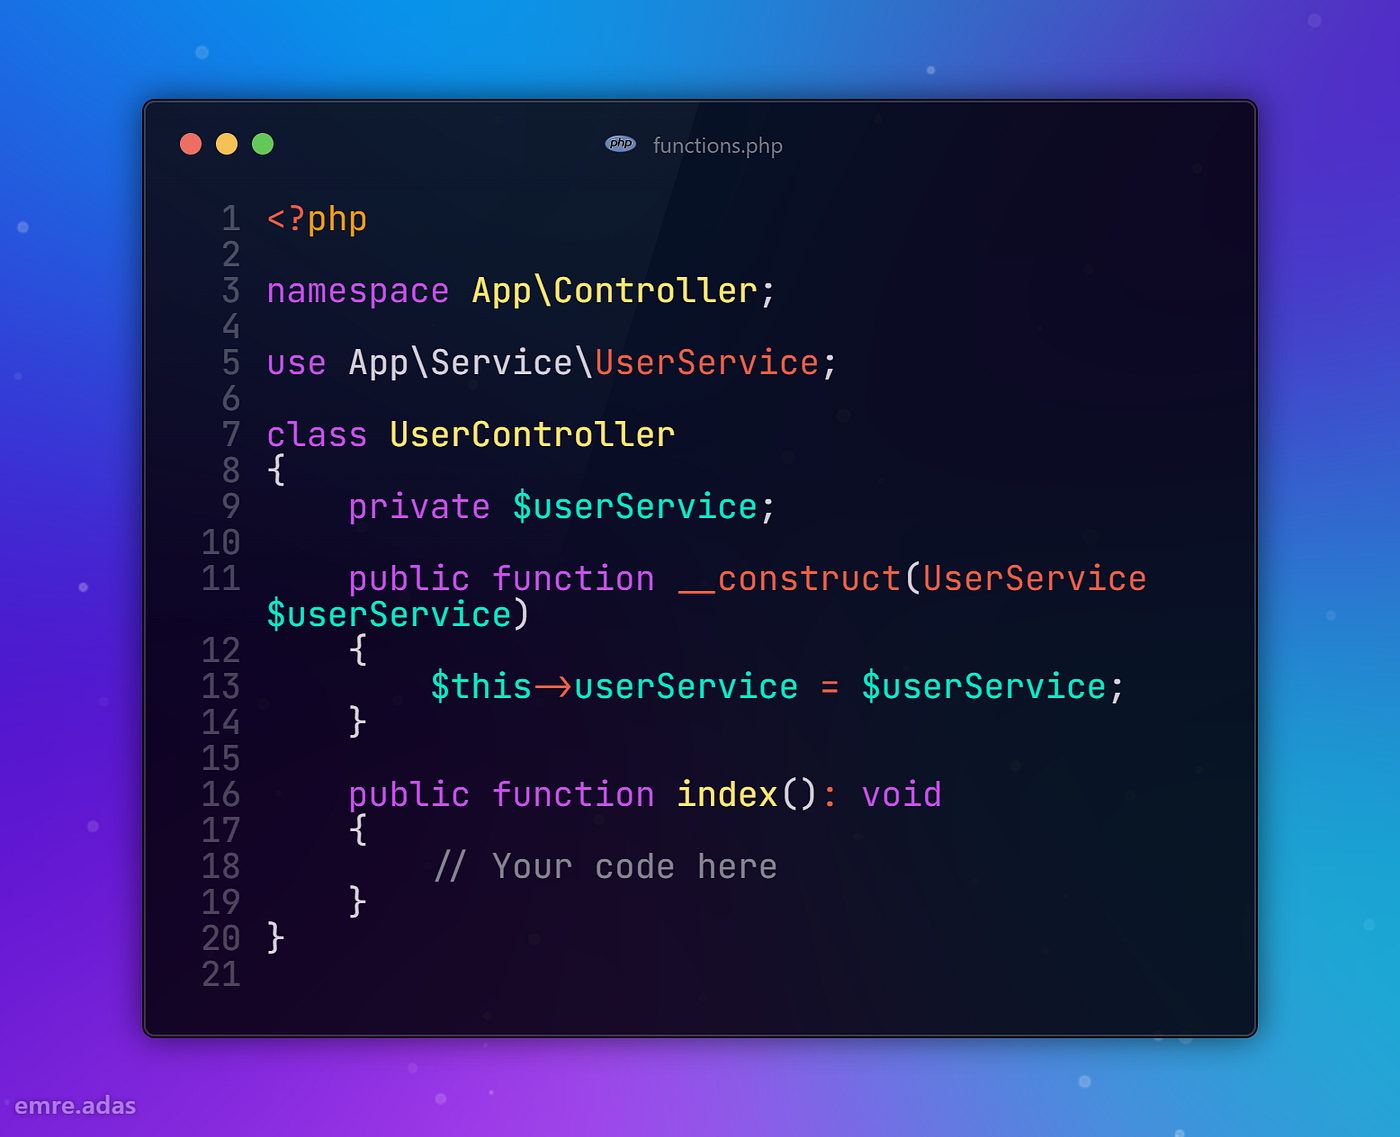 php functions.php
1 <?php
2
3 namespace App\Controller;
4
5 use App\Service\UserService;
6
7 class UserController
8 {
9     private $userService;
10
11     public function __construct(UserService
$userService)
12     {
13         $this->userService = $userService;
14     }
15
16     public function index(): void
17     {
18         // Your code here
19     }
20 }
21
emre.adas